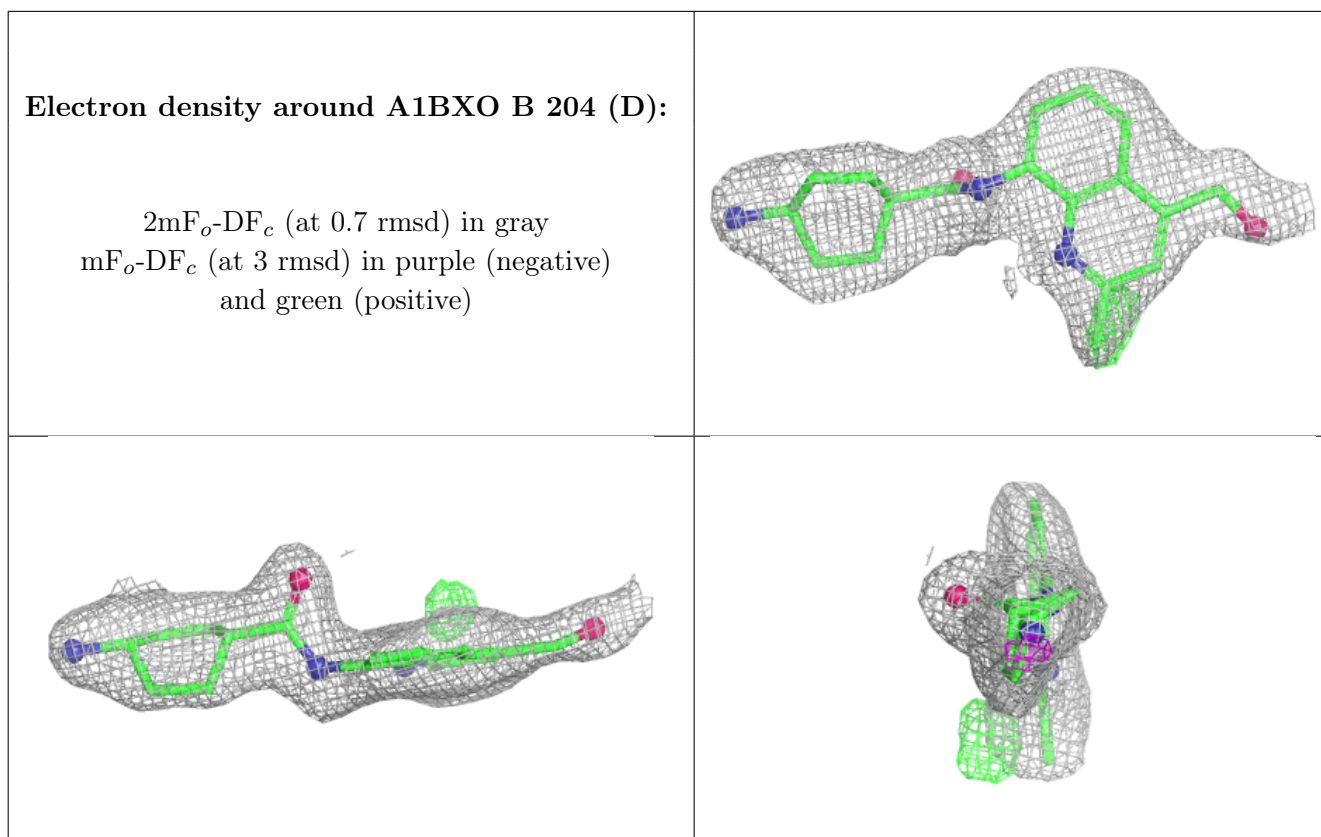 Electron density around A1BXO B 204 (D):
2mFo-DFc (at 0.7 rmsd) in gray
mFo-DFc (at 3 rmsd) in purple (negative)
and green (positive)